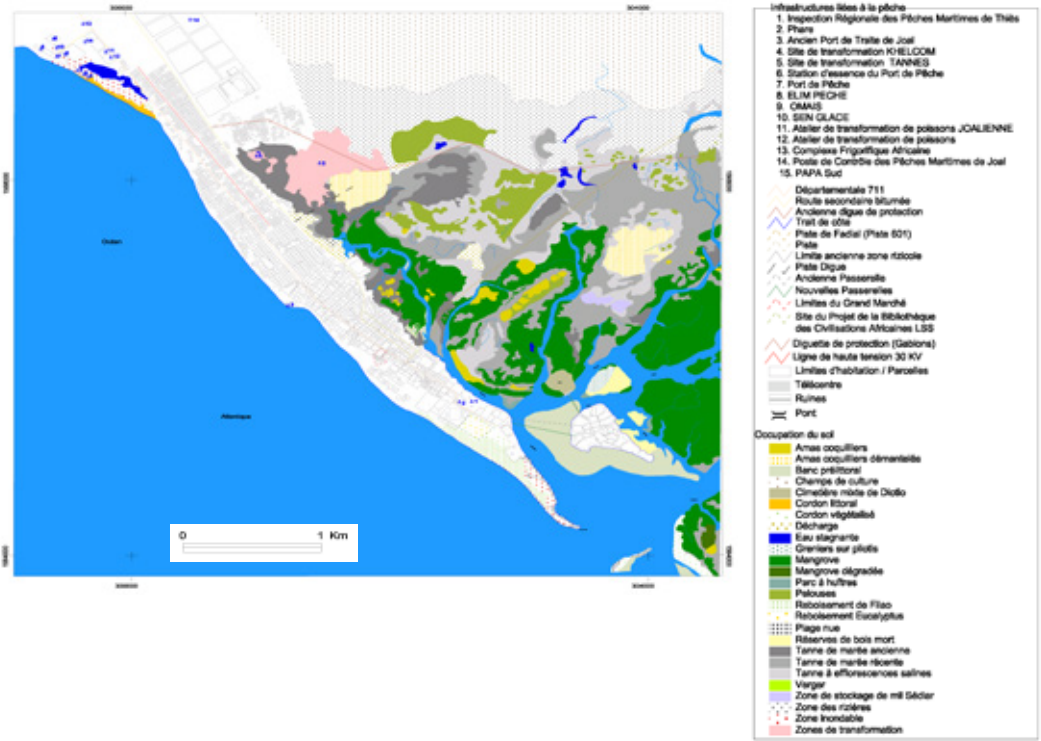 Océan
Atlantique
0 1 Km
Infrastructures liées à la pêche
1. Inspection Régionale des Pêches Maritimes de Thiès
2. Phare
3. Ancien Port de Traite de Joal
4. Site de transformation KHELCOM
5. Site de transformation TANNES
6. Station d'essence du Port de Pêche
7. Port de Pêche
8. ELIM PECHE
9. OMAIS
10. SEN GLACE
11. Atelier de transformation de poissons JOALIENNE
12. Atelier de transformation de poissons
13. Complexe Frigorifique Africaine
14. Poste de Contrôle des Pêches Maritimes de Joal
15. PAPA Sud
Départementale 711
Route secondaire bitumée
Ancienne digue de protection
Trait de côte
Piste de Fadial (Piste 601)
Piste
Limite ancienne zone rizicole
Piste Digue
Ancienne Passerelle
Nouvelles Passerelles
Limites du Grand Marché
Site du Projet de la Bibliothèque
des Civilisations Africaines LSS
Diguette de protection (Gabions)
Ligne de haute tension 30 KV
Limites d'habitation / Parcelles
Télécentre
Ruines
Pont
Occupation du sol
Amas coquilliers
Amas coquilliers démantelés
Banc prélittoral
Champs de culture
Cimetière mixte de Diotio
Cordon littoral
Cordon végétalisé
Décharge
Eau stagnante
Greniers sur pilotis
Mangrove
Mangrove dégradée
Parc à huîtres
Pelouses
Reboisement de Filao
Reboisement Eucalyptus
Plage nue
Réserves de bois mort
Tanne de marée ancienne
Tanne de marée récente
Tanne à efflorescences salines
Verger
Zone de stockage de mil Sédier
Zone des rizières
Zone Inondable
Zones de transformation